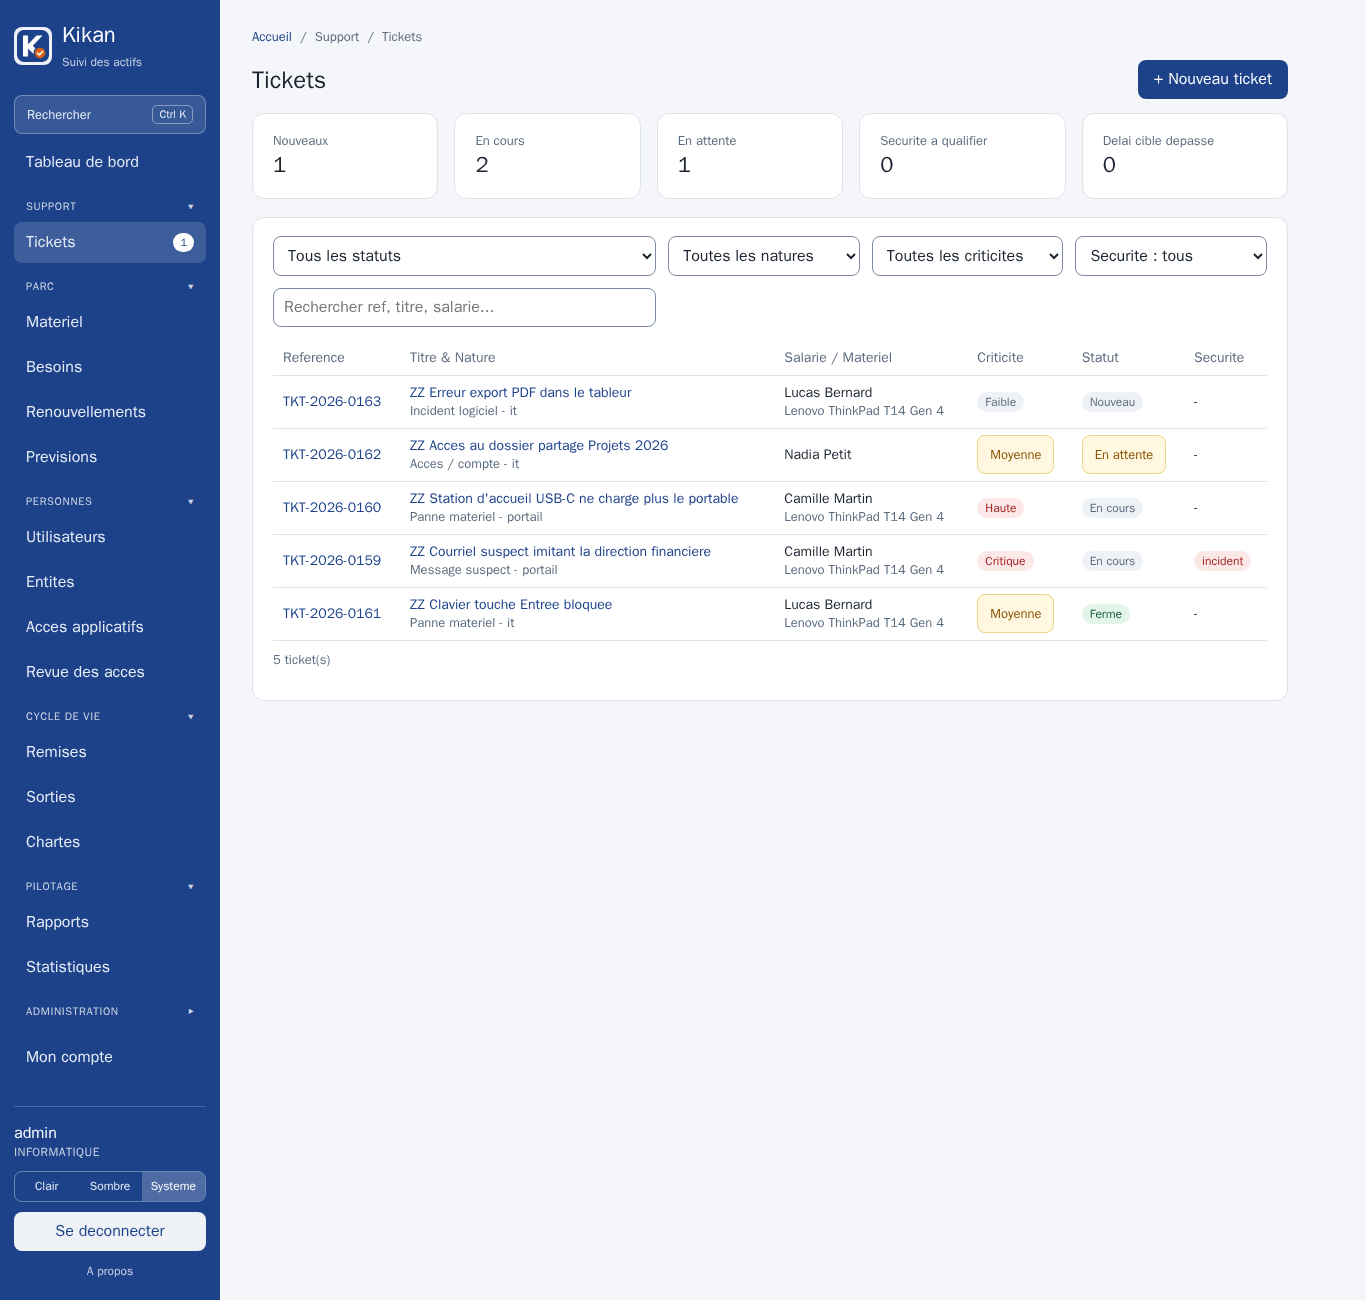 Kikan
Suivi des actifs
Rechercher Ctrl K
Tableau de bord
SUPPORT
Tickets 1
PARC
Materiel
Besoins
Renouvellements
Previsions
PERSONNES
Utilisateurs
Entites
Acces applicatifs
Revue des acces
CYCLE DE VIE
Remises
Sorties
Chartes
PILOTAGE
Rapports
Statistiques
ADMINISTRATION
Mon compte
admin
INFORMATIQUE
Clair Sombre Systeme
Se deconnecter
A propos
Accueil / Support / Tickets
Tickets
+ Nouveau ticket
Nouveaux
1
En cours
2
En attente
1
Securite a qualifier
0
Delai cible depasse
0
Tous les statuts Toutes les natures Toutes les criticites Securite : tous
Rechercher ref, titre, salarie...
Reference Titre & Nature Salarie / Materiel Criticite Statut Securite
TKT-2026-0163 ZZ Erreur export PDF dans le tableur Lucas Bernard Faible Nouveau -
Incident logiciel - it Lenovo ThinkPad T14 Gen 4
TKT-2026-0162 ZZ Acces au dossier partage Projets 2026 Nadia Petit Moyenne En attente -
Acces / compte - it
TKT-2026-0160 ZZ Station d'accueil USB-C ne charge plus le portable Camille Martin Haute En cours -
Panne materiel - portail Lenovo ThinkPad T14 Gen 4
TKT-2026-0159 ZZ Courriel suspect imitant la direction financiere Camille Martin Critique En cours incident
Message suspect - portail Lenovo ThinkPad T14 Gen 4
TKT-2026-0161 ZZ Clavier touche Entree bloquee Lucas Bernard Moyenne Ferme -
Panne materiel - it Lenovo ThinkPad T14 Gen 4
5 ticket(s)